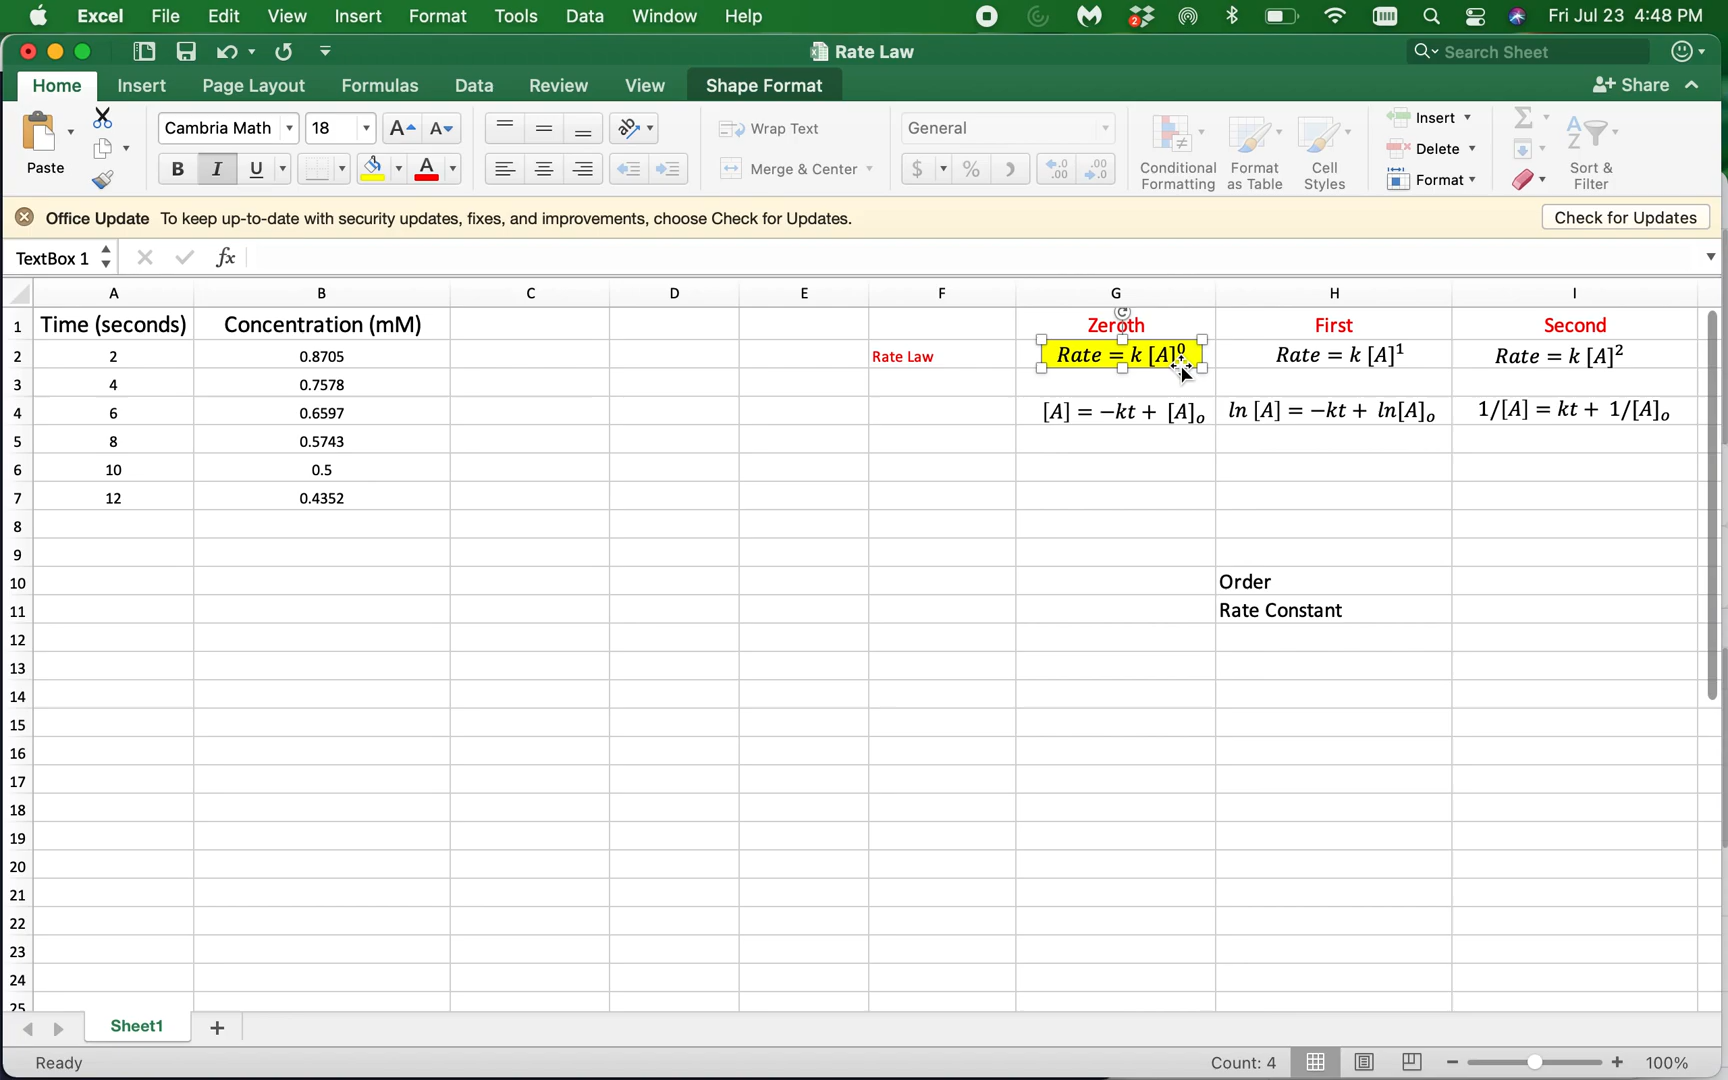 Excel File Edit View Insert Format Tools Data Window Help 2 Fri Jul 23 4:48 PM
Rate Law Search Sheet
Home Insert Page Layout Formulas Data Review View Shape Format Share
Paste Cambria Math 18 A A ab Wrap Text General Insert Σ A Z
B I U A Merge & Center $ % Conditional Formatting Format as Table Cell Styles Delete Format Sort & Filter
Office Update To keep up-to-date with security updates, fixes, and improvements, choose Check for Updates. Check for Updates
TextBox 1 fx
A B C D E F G H I
1 Time (seconds) Concentration (mM) Zeroth First Second
2 2 0.8705 Rate Law Rate = k [A]⁰ Rate = k [A]¹ Rate = k [A]²
3 4 0.7578
4 6 0.6597 [A] = −kt + [A]ₒ ln [A] = −kt + ln[A]ₒ 1/[A] = kt + 1/[A]ₒ
5 8 0.5743
6 10 0.5
7 12 0.4352
8
9
10 Order
11 Rate Constant
12
13
14
15
16
17
18
19
20
21
22
23
24
25
Sheet1 +
Ready Count: 4 − + 100%